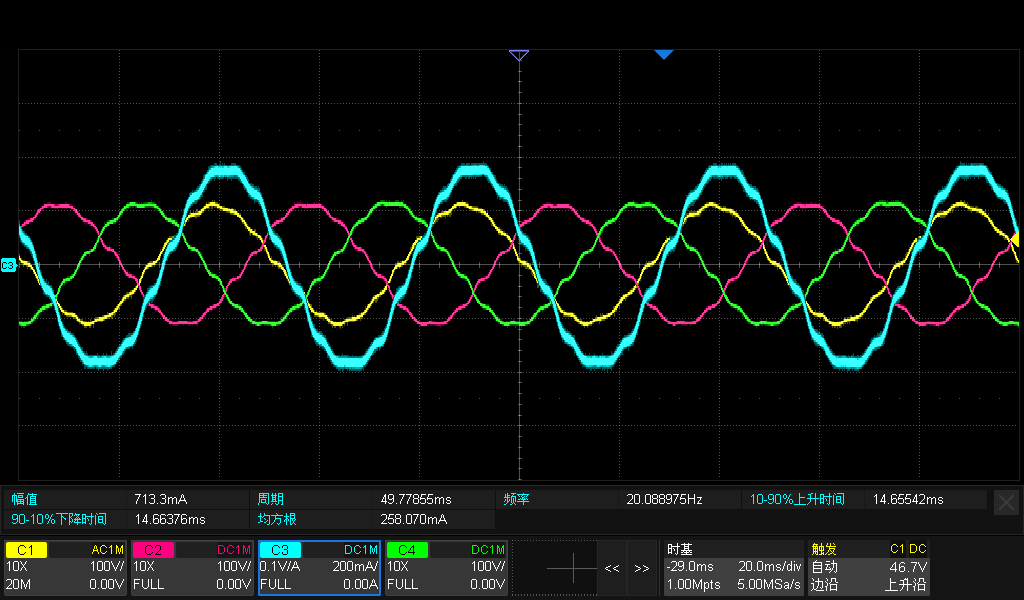 C3
幅值 713.3mA 周期 49.77855ms 频率 20.088975Hz 10-90%上升时间 14.65542ms
90-10%下降时间 14.66376ms 均方根 258.070mA
C1 AC1M C2 DC1M C3 DC1M C4 DC1M 时基 触发 C1 DC
10X 100V/ 10X 100V/ 0.1V/A 200mA/ 10X 100V/ << >> -29.0ms 20.0ms/div 自动 46.7V
20M 0.00V FULL 0.00V FULL 0.00A FULL 0.00V 1.00Mpts 5.00MSa/s 边沿 上升沿